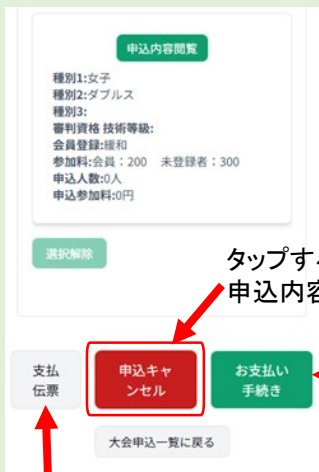 申込内容閲覧
種別1:女子
種別2:ダブルス
種別3:
審判資格 技術等級:
会員登録:緩和
参加料:会員：200　未登録者：300
申込人数:0人
申込参加料:0円
選択解除
タップす
申込内容
支払
伝票
申込キャ
ンセル
お支払い
手続き
大会申込一覧に戻る